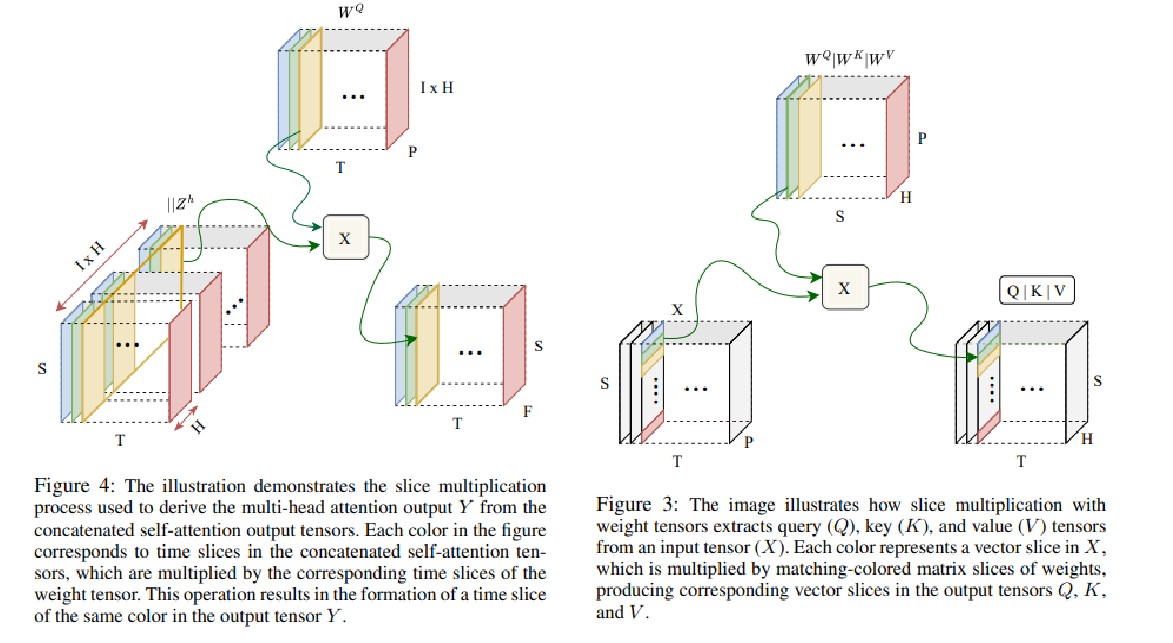 W^Q
I x H
...
P
T
||Z^h
I x H
X
...
...
S
...
S
H
T
T
F
Figure 4: The illustration demonstrates the slice multiplication
process used to derive the multi-head attention output Y from the
concatenated self-attention output tensors. Each color in the figure
corresponds to time slices in the concatenated self-attention ten-
sors, which are multiplied by the corresponding time slices of the
weight tensor. This operation results in the formation of a time slice
of the same color in the output tensor Y.
W^Q|W^K|W^V
P
...
H
S
X
X
Q | K | V
S
...
...
S
P
H
T
T
Figure 3: The image illustrates how slice multiplication with
weight tensors extracts query (Q), key (K), and value (V) tensors
from an input tensor (X). Each color represents a vector slice in X,
which is multiplied by matching-colored matrix slices of weights,
producing corresponding vector slices in the output tensors Q, K,
and V.